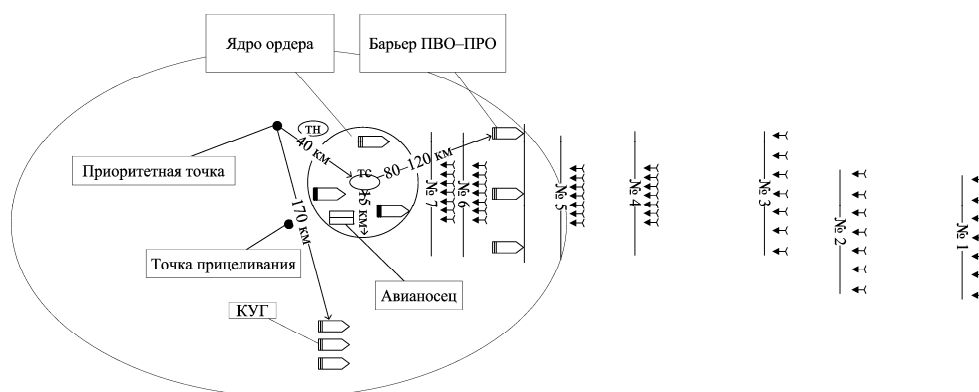 Ядро ордера
Барьер ПВО–ПРО
ТН
40 км
80–120 км
Приоритетная точка
ТС
15 км
170 км
№ 7
№ 6
№ 5
№ 4
№ 3
№ 2
№ 1
Точка прицеливания
Авианосец
КУГ